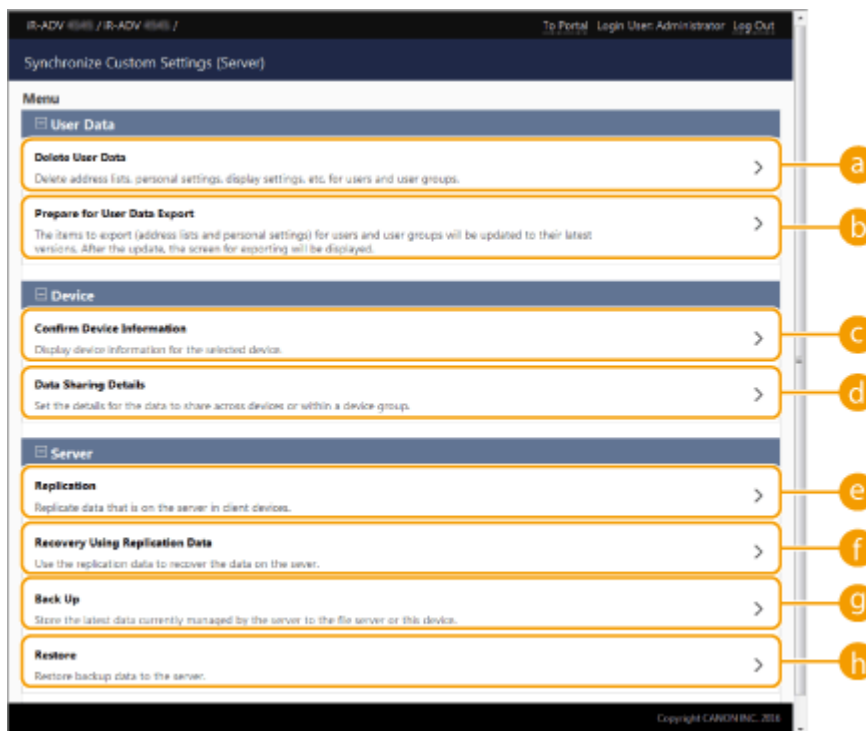 iR-ADV / iR-ADV /
To Portal Login User: Administrator Log Out
Synchronize Custom Settings (Server)
Menu
User Data
Delete User Data
Delete address lists, personal settings, display settings, etc. for users and user groups.
a
Prepare for User Data Export
The items to export (address lists and personal settings) for users and user groups will be updated to their latest
versions. After the update, the screen for exporting will be displayed.
b
Device
Confirm Device Information
Display device information for the selected device.
c
Data Sharing Details
Set the details for the data to share across devices or within a device group.
d
Server
Replication
Replicate data that is on the server in client devices.
e
Recovery Using Replication Data
Use the replication data to recover the data on the sever.
f
Back Up
Store the latest data currently managed by the server to the file server or this device.
g
Restore
Restore backup data to the server.
h
Copyright CANON INC. 2016